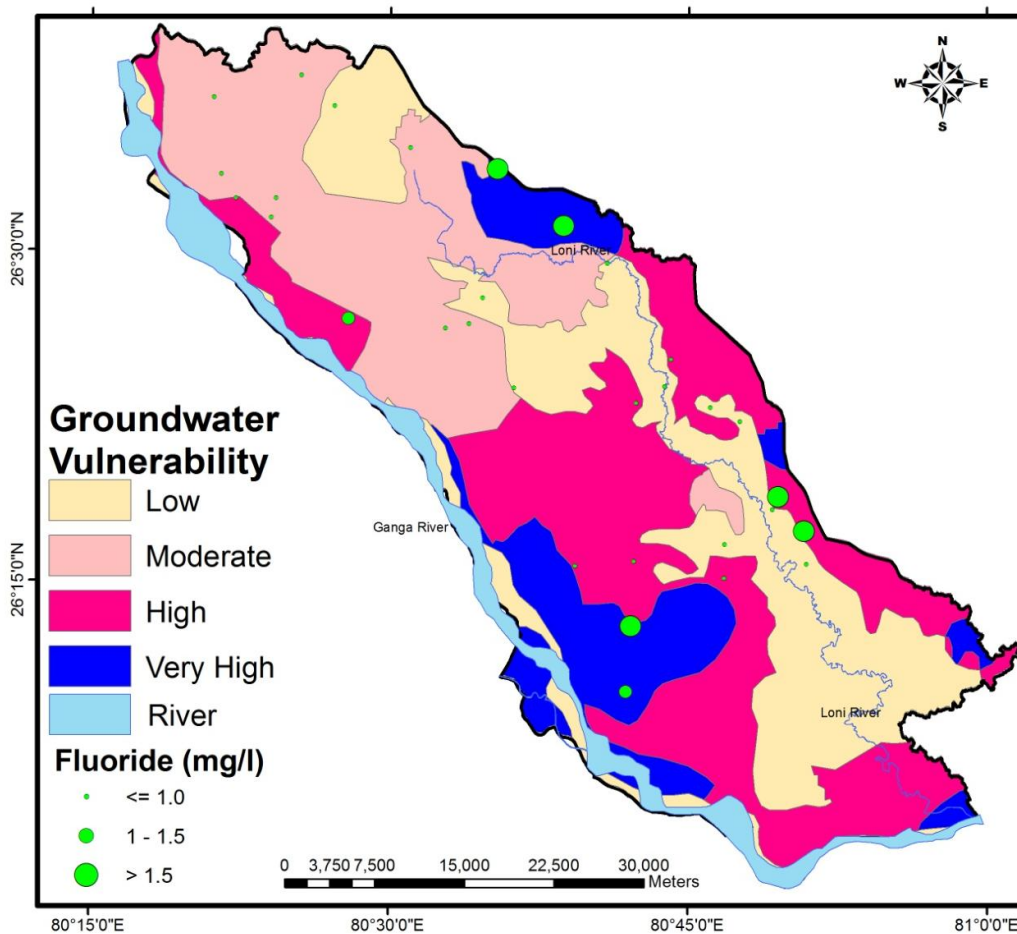 N
W E
S
Loni River
Ganga River
Loni River
Groundwater
Vulnerability
Low
Moderate
High
Very High
River
Fluoride (mg/l)
<= 1.0
1 - 1.5
> 1.5
0 3,750 7,500 15,000 22,500 30,000
Meters
26°30'0"N
26°15'0"N
80°15'0"E 80°30'0"E 80°45'0"E 81°0'0"E